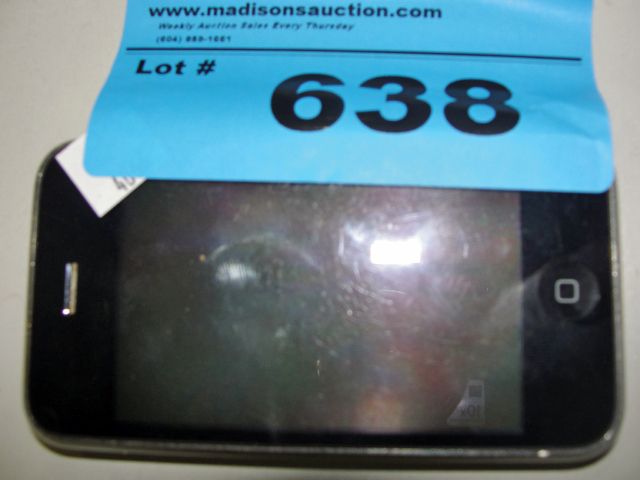 www.madisonsauction.com
Weekly Auction Sales Every Thursday
Lot #
638